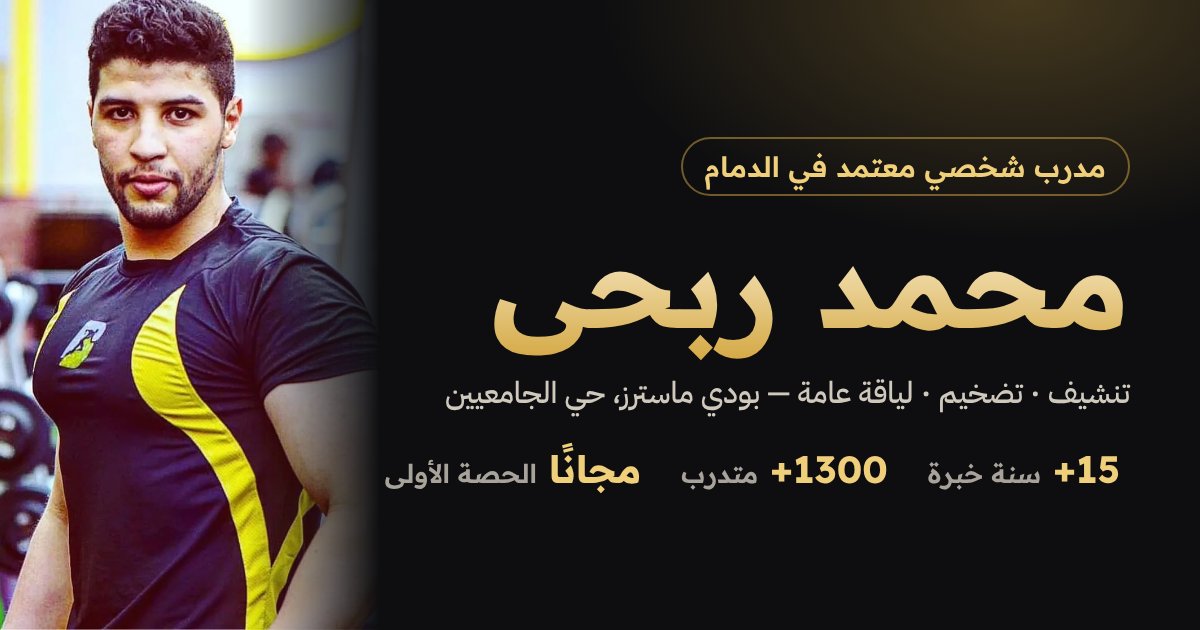 مدرب شخصي معتمد في الدمام
محمد ربحى
تنشيف · تضخيم · لياقة عامة — بودي ماسترز، حي الجامعيين
+15 سنة خبرة +1300 متدرب مجانًا الحصة الأولى